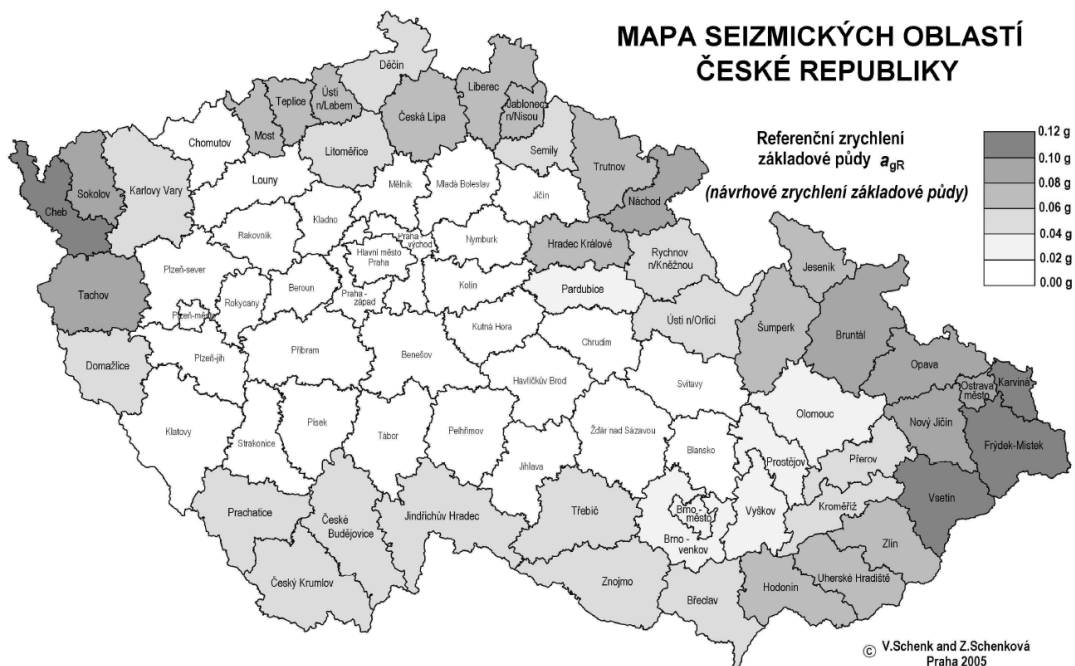 MAPA SEIZMICKÝCH OBLASTÍ
ČESKÉ REPUBLIKY
Referenční zrychlení
základové půdy agR
(návrhové zrychlení základové půdy)
0.12 g
0.10 g
0.08 g
0.06 g
0.04 g
0.02 g
0.00 g
Děčín
Ústí
n/Labem
Teplice
Most
Chomutov
Litoměřice
Česká Lípa
Liberec
Jablonec
n/Nisou
Semily
Trutnov
Náchod
Cheb
Sokolov
Karlovy Vary
Louny
Mělník
Mladá Boleslav
Jičín
Rakovník
Kladno
Praha
východ
Hlavní město
Praha
Nymburk
Hradec Králové
Rychnov
n/Kněžnou
Jeseník
Tachov
Plzeň-sever
Plzeň-město
Rokycany
Beroun
Praha -
západ
Kolín
Pardubice
Ústí n/Orlicí
Šumperk
Bruntál
Opava
Ostrava
město
Karviná
Domažlice
Plzeň-jih
Příbram
Benešov
Kutná Hora
Chrudim
Havlíčkův Brod
Svitavy
Olomouc
Nový Jičín
Frýdek-Místek
Klatovy
Strakonice
Písek
Tábor
Pelhřimov
Jihlava
Žďár nad Sázavou
Blansko
Prostějov
Přerov
Vsetín
Prachatice
České
Budějovice
Jindřichův Hradec
Třebíč
Brno-
město
Brno
-venkov
Vyškov
Kroměříž
Zlín
Český Krumlov
Znojmo
Břeclav
Hodonín
Uherské Hradiště
© V.Schenk and Z.Schenková
Praha 2005